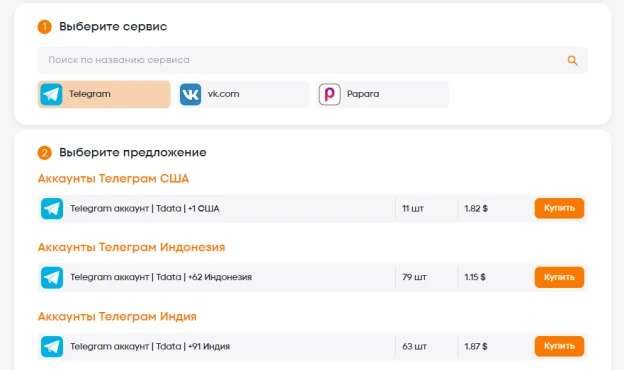 1 Выберите сервис
Поиск по названию сервиса
Telegram vk.com Papara
2 Выберите предложение
Аккаунты Телеграм США
Telegram аккаунт | Tdata | +1 США 11 шт 1.82 $ Купить
Аккаунты Телеграм Индонезия
Telegram аккаунт | Tdata | +62 Индонезия 79 шт 1.15 $ Купить
Аккаунты Телеграм Индия
Telegram аккаунт | Tdata | +91 Индия 63 шт 1.87 $ Купить